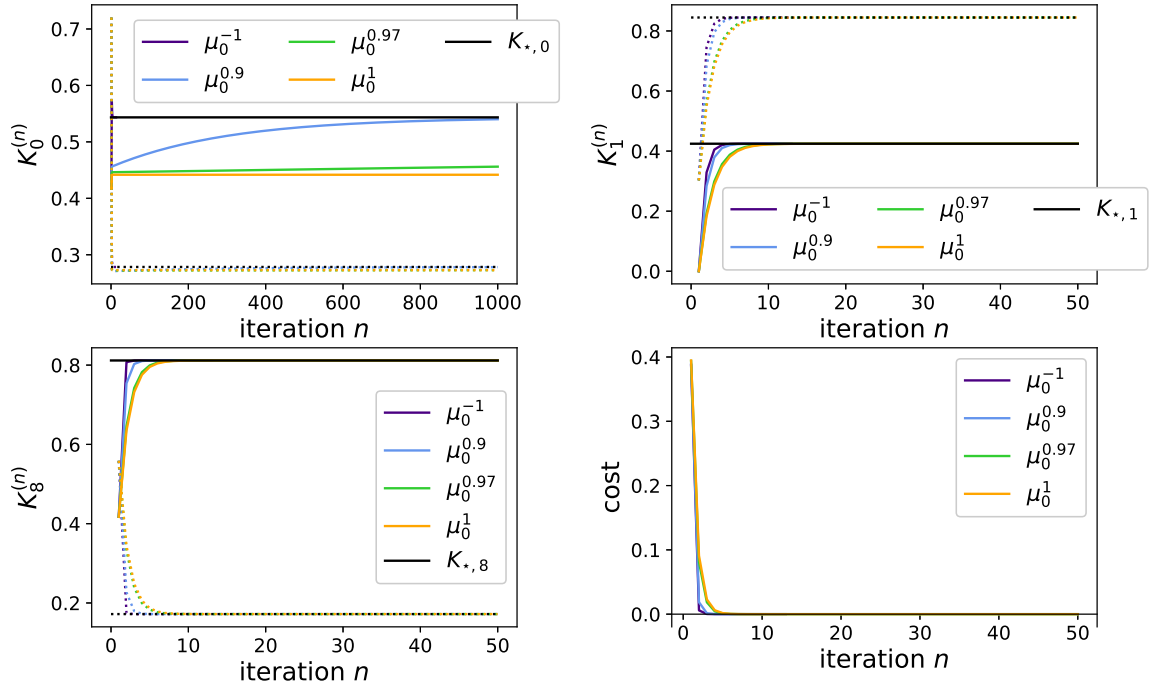 0.7
0.6
0.5
0.4
0.3
K_0^{(n)}
μ_0^{-1}
μ_0^{0.97}
K_{⋆,0}
μ_0^{0.9}
μ_0^{1}
0 200 400 600 800 1000
iteration n
0.8
0.6
0.4
0.2
0.0
K_1^{(n)}
μ_0^{-1}
μ_0^{0.97}
K_{⋆,1}
μ_0^{0.9}
μ_0^{1}
0 10 20 30 40 50
iteration n
0.8
0.6
0.4
0.2
K_8^{(n)}
μ_0^{-1}
μ_0^{0.9}
μ_0^{0.97}
μ_0^{1}
K_{⋆,8}
0 10 20 30 40 50
iteration n
0.4
0.3
0.2
0.1
0.0
cost
μ_0^{-1}
μ_0^{0.9}
μ_0^{0.97}
μ_0^{1}
0 10 20 30 40 50
iteration n